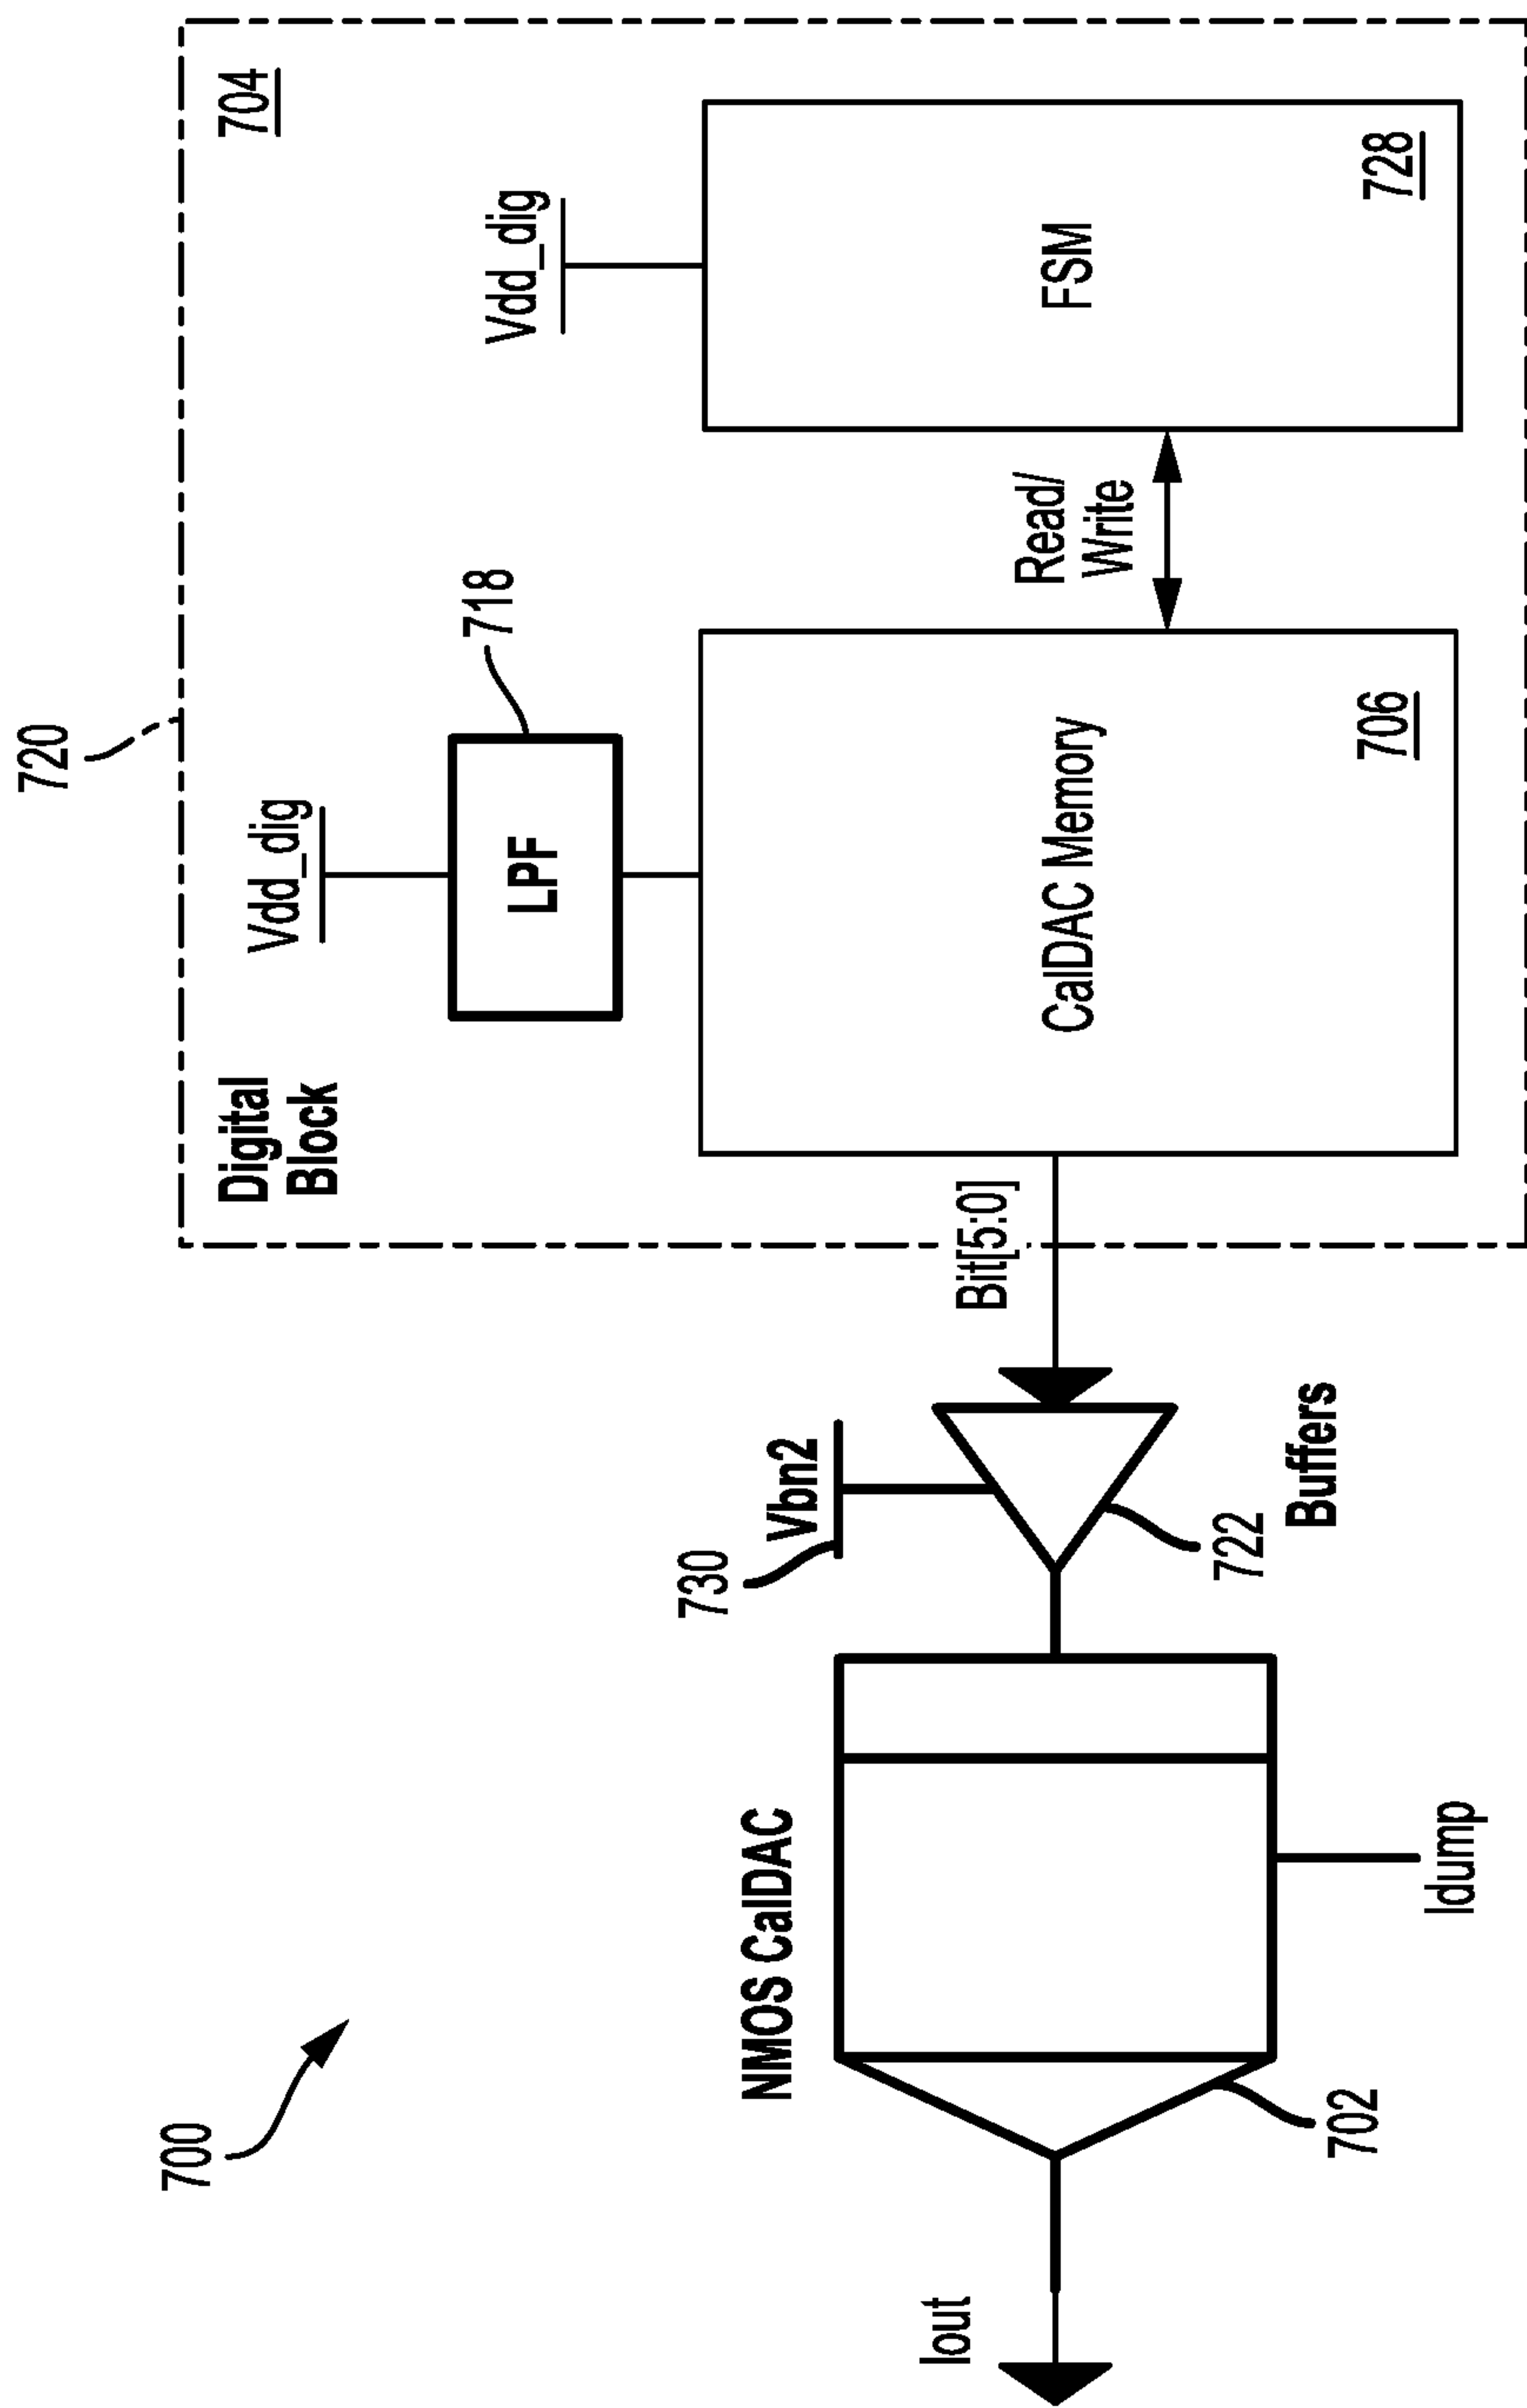 700
720
Digital
Block
704
Vdd_dig
Vdd_dig
LPF
718
NMOS CalDAC
730
Vbn2
Iout
Bit[5:0]
CalDAC Memory
706
Read/
Write
FSM
728
702
Idump
722
Buffers